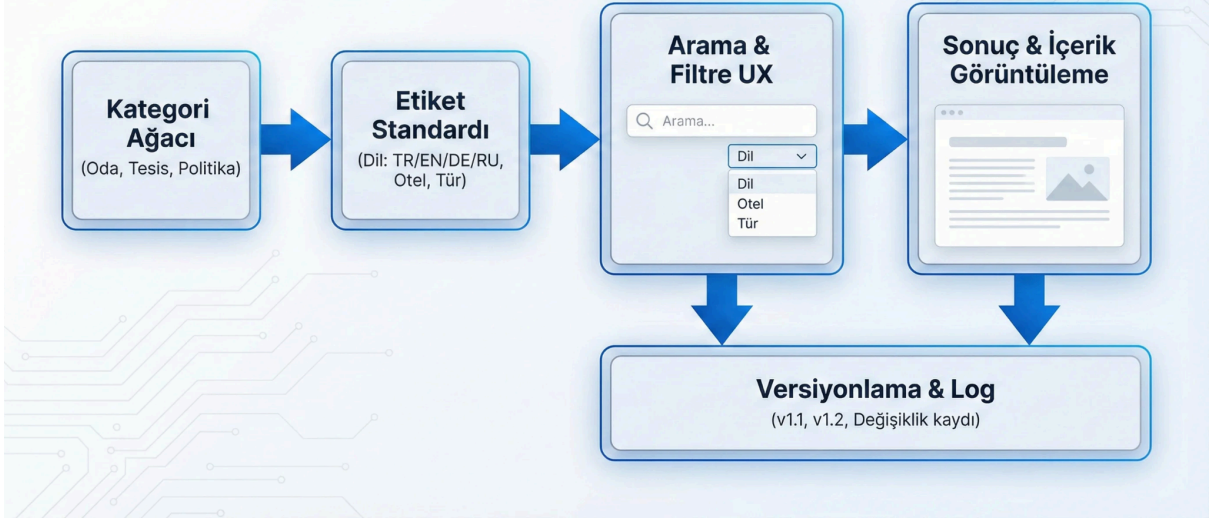 Kategori
Ağacı
(Oda, Tesis, Politika)
Etiket
Standardı
(Dil: TR/EN/DE/RU,
Otel, Tür)
Arama &
Filtre UX
Arama...
Dil
Dil
Otel
Tür
Sonuç & İçerik
Görüntüleme
Versiyonlama & Log
(v1.1, v1.2, Değişiklik kaydı)